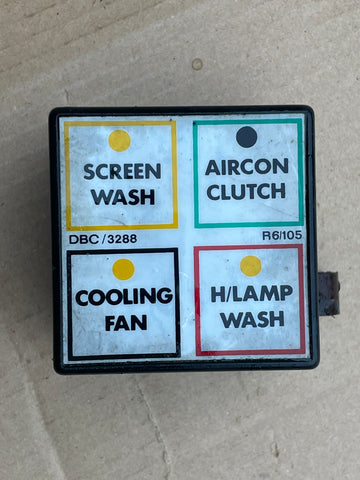 SCREEN
WASH
AIRCON
CLUTCH
DBC/3288
R6/105
COOLING
FAN
H/LAMP
WASH